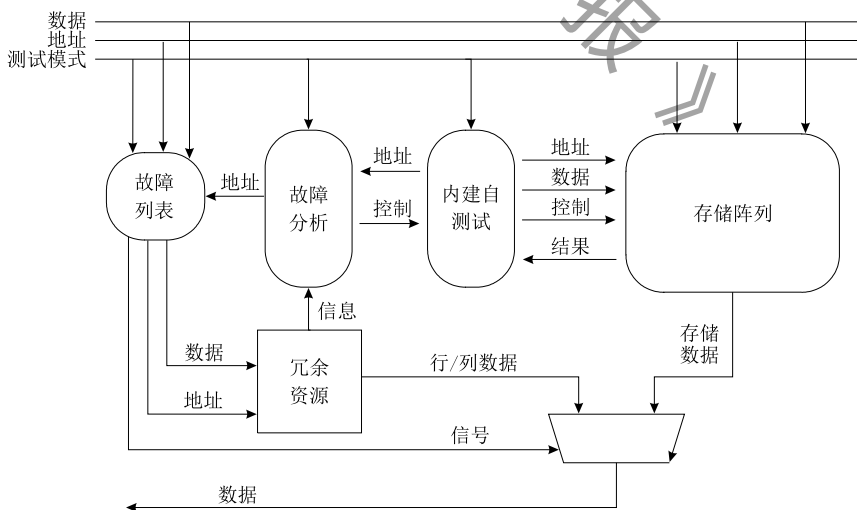 数据
地址
测试模式
报》
故障
列表
地址
故障
分析
地址
控制
内建自
测试
地址
数据
控制
结果
存储阵列
信息
数据
地址
冗余
资源
行/列数据
存储
数据
信号
数据